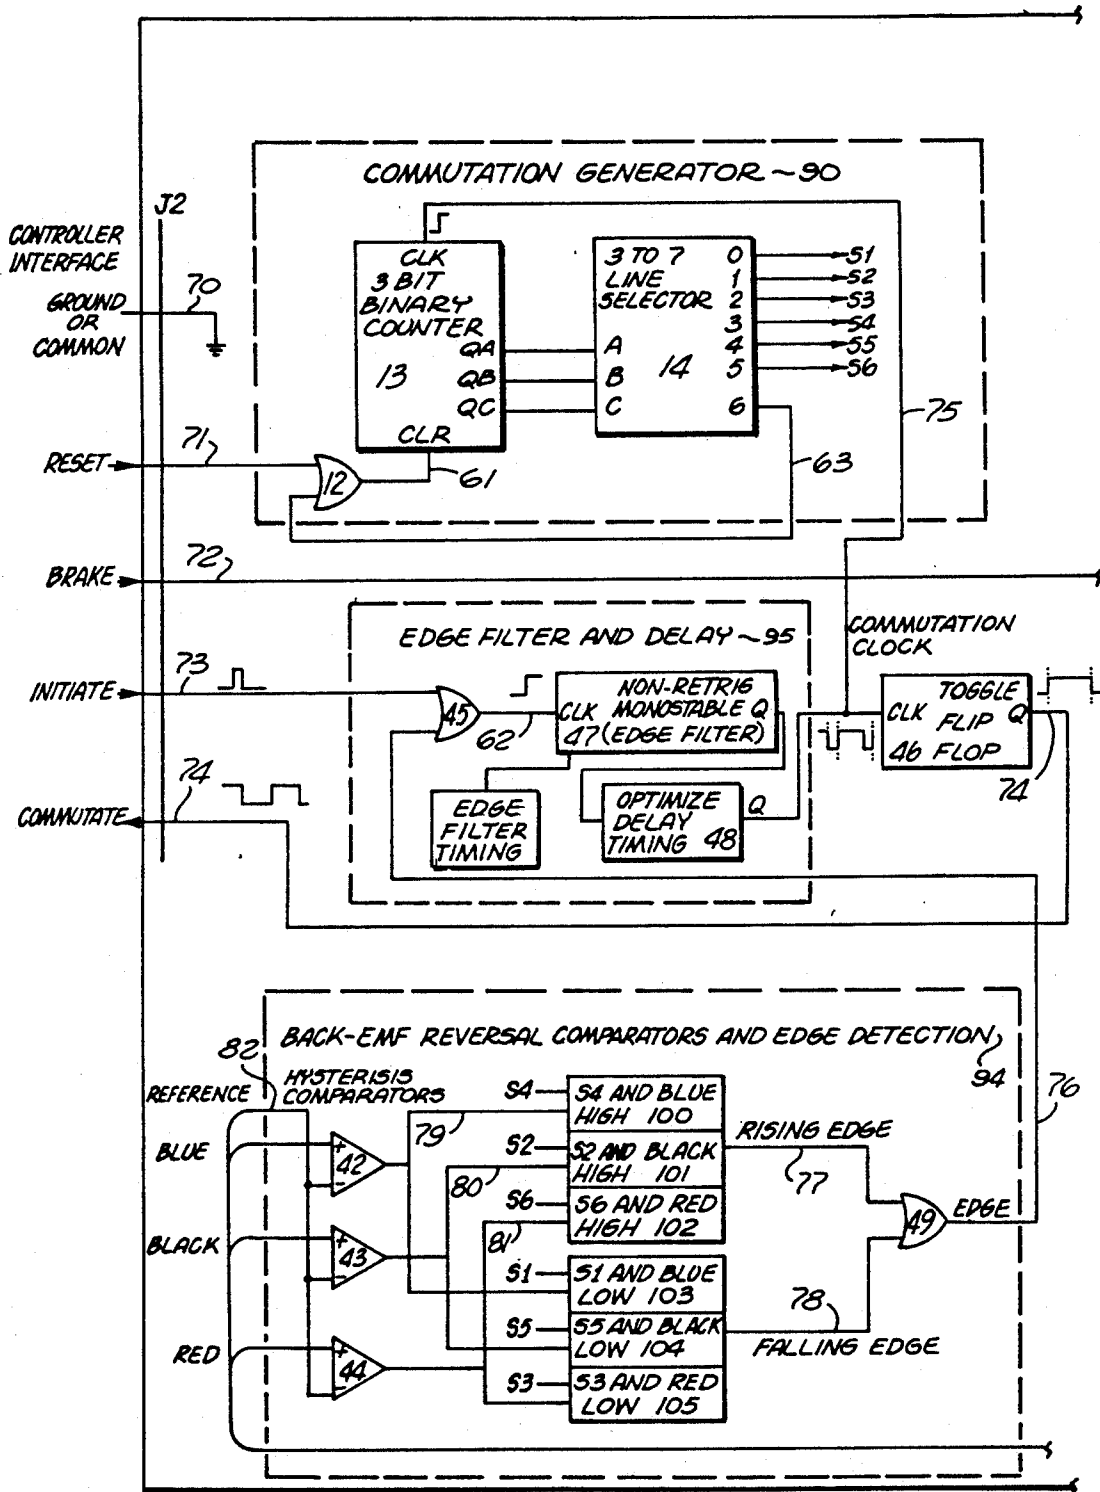 COMMUTATION GENERATOR ~90
J2
CONTROLLER
INTERFACE
GROUND
OR
COMMON
70
CLK
3 BIT
BINARY
COUNTER
QA
13
QB
QC
CLR
3 TO 7
LINE
SELECTOR
A
B
C
14
0
1
2
3
4
5
6
S1
S2
S3
S4
S5
S6
75
RESET
71
12
61
63
BRAKE
72
EDGE FILTER AND DELAY ~95
COMMUTATION
CLOCK
INITIATE
73
45
62
NON-RETRIG
MONOSTABLE Q
CLK
47 (EDGE FILTER)
TOGGLE
CLK FLIP Q
46 FLOP
74
COMMUTATE
74
EDGE
FILTER
TIMING
OPTIMIZE
DELAY
TIMING 48
Q
BACK-EMF REVERSAL COMPARATORS AND EDGE DETECTION
94
82
HYSTERISIS
COMPARATORS
REFERENCE
BLUE
BLACK
RED
+
42
-
+
43
-
+
44
-
79
80
81
S4
S4 AND BLUE
HIGH 100
S2
S2 AND BLACK
HIGH 101
S6
S6 AND RED
HIGH 102
S1
S1 AND BLUE
LOW 103
S5
S5 AND BLACK
LOW 104
S3
S3 AND RED
LOW 105
RISING EDGE
77
49
EDGE
76
78
FALLING EDGE